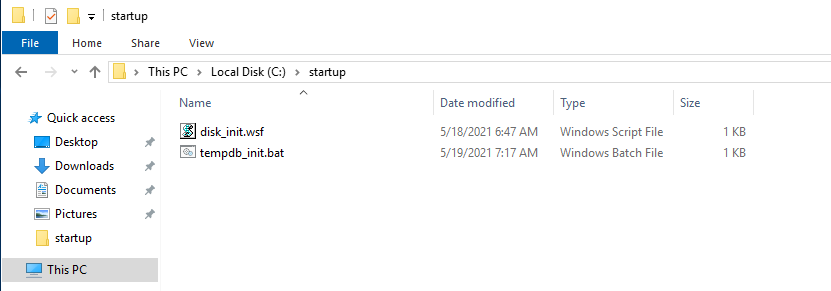 startup
File Home Share View
This PC Local Disk (C:) startup
Name Date modified Type Size
Quick access
disk_init.wsf 5/18/2021 6:47 AM Windows Script File 1 KB
Desktop
tempdb_init.bat 5/19/2021 7:17 AM Windows Batch File 1 KB
Downloads
Documents
Pictures
startup
This PC